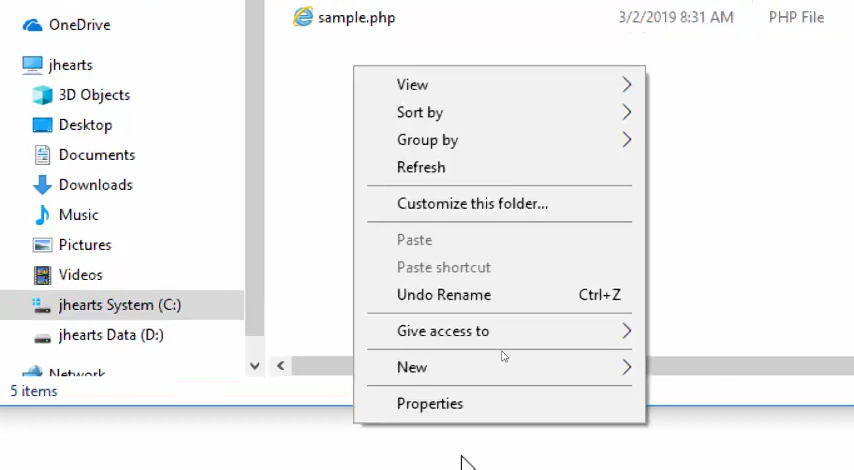 OneDrive
jhearts
3D Objects
Desktop
Documents
Downloads
Music
Pictures
Videos
jhearts System (C:)
jhearts Data (D:)
Network
5 items
sample.php 3/2/2019 8:31 AM PHP File
View
Sort by
Group by
Refresh
Customize this folder...
Paste
Paste shortcut
Undo Rename Ctrl+Z
Give access to
New
Properties